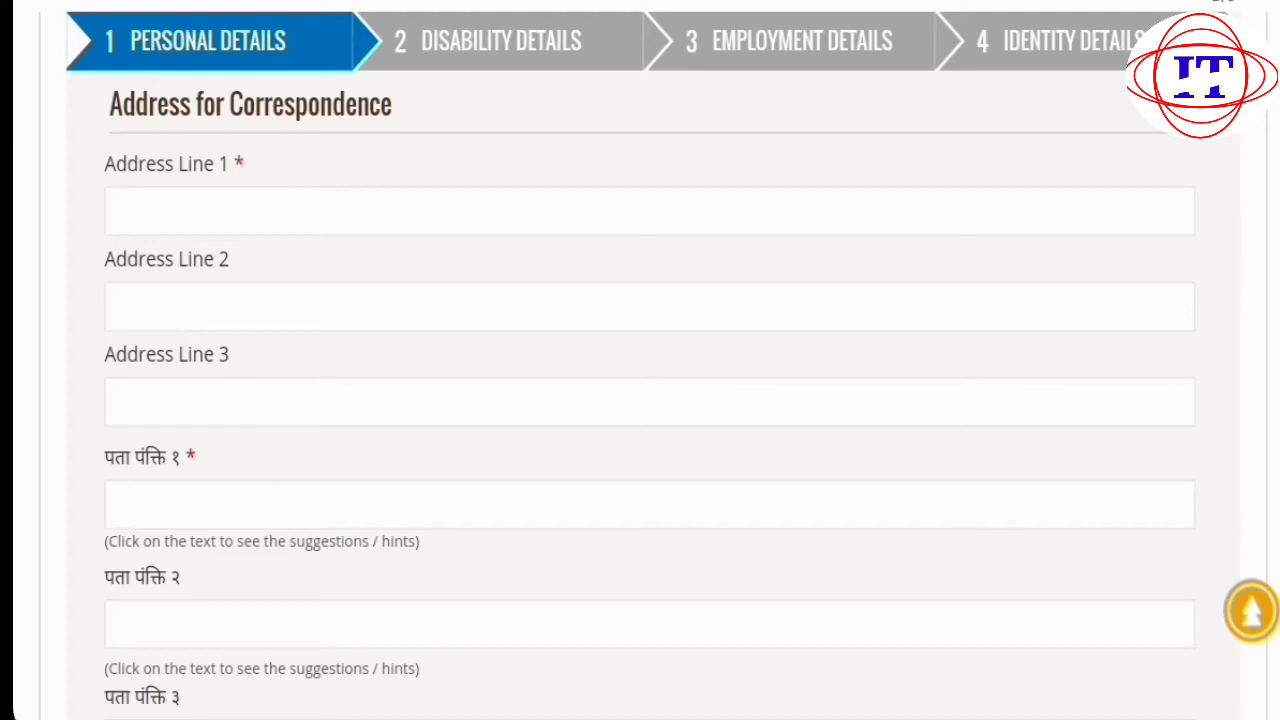 1 PERSONAL DETAILS 2 DISABILITY DETAILS 3 EMPLOYMENT DETAILS 4 IDENTITY DETAILS
IT
Address for Correspondence
Address Line 1 *
Address Line 2
Address Line 3
पता पंक्ति १ *
(Click on the text to see the suggestions / hints)
पता पंक्ति २
(Click on the text to see the suggestions / hints)
पता पंक्ति ३